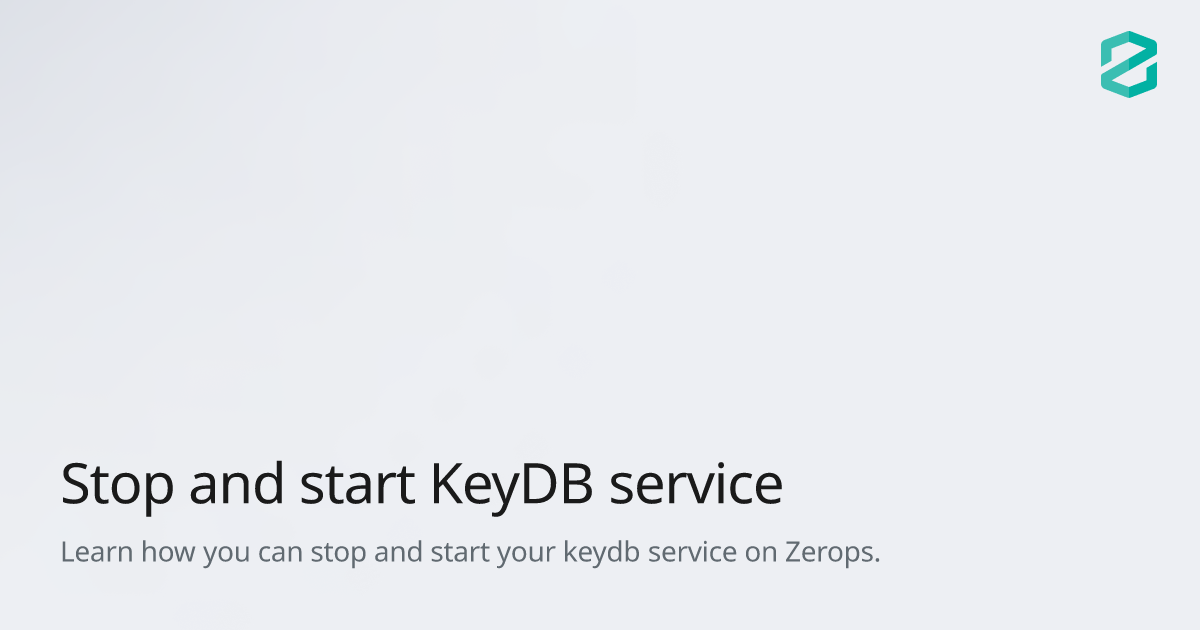 Stop and start KeyDB service
Learn how you can stop and start your keydb service on Zerops.